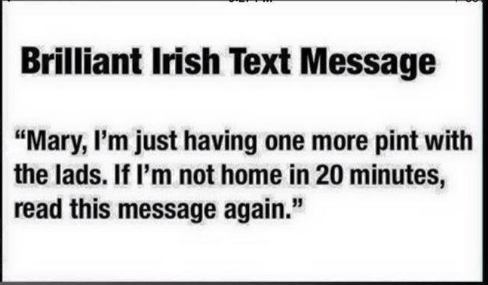 Brilliant Irish Text Message
“Mary, I’m just having one more pint with
the lads. If I’m not home in 20 minutes,
read this message again.”